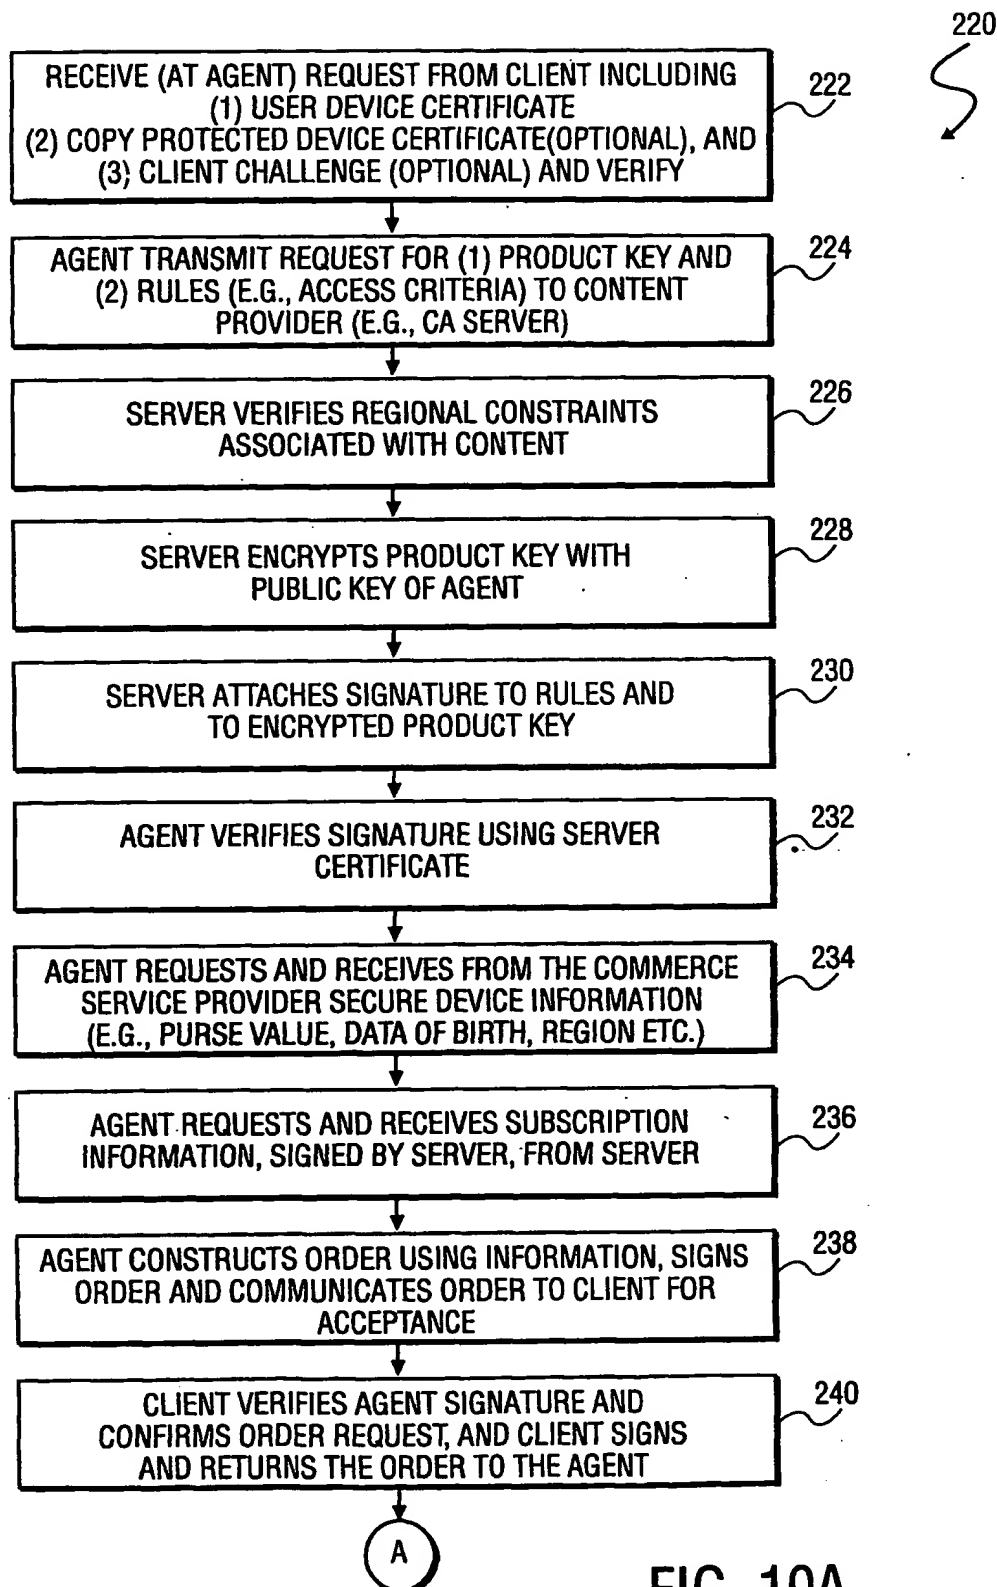 220
RECEIVE (AT AGENT) REQUEST FROM CLIENT INCLUDING
(1) USER DEVICE CERTIFICATE
(2) COPY PROTECTED DEVICE CERTIFICATE(OPTIONAL), AND
(3) CLIENT CHALLENGE (OPTIONAL) AND VERIFY
222
AGENT TRANSMIT REQUEST FOR (1) PRODUCT KEY AND
(2) RULES (E.G., ACCESS CRITERIA) TO CONTENT
PROVIDER (E.G., CA SERVER)
224
SERVER VERIFIES REGIONAL CONSTRAINTS
ASSOCIATED WITH CONTENT
226
SERVER ENCRYPTS PRODUCT KEY WITH
PUBLIC KEY OF AGENT
228
SERVER ATTACHES SIGNATURE TO RULES AND
TO ENCRYPTED PRODUCT KEY
230
AGENT VERIFIES SIGNATURE USING SERVER
CERTIFICATE
232
AGENT REQUESTS AND RECEIVES FROM THE COMMERCE
SERVICE PROVIDER SECURE DEVICE INFORMATION
(E.G., PURSE VALUE, DATA OF BIRTH, REGION ETC.)
234
AGENT REQUESTS AND RECEIVES SUBSCRIPTION
INFORMATION, SIGNED BY SERVER, FROM SERVER
236
AGENT CONSTRUCTS ORDER USING INFORMATION, SIGNS
ORDER AND COMMUNICATES ORDER TO CLIENT FOR
ACCEPTANCE
238
CLIENT VERIFIES AGENT SIGNATURE AND
CONFIRMS ORDER REQUEST, AND CLIENT SIGNS
AND RETURNS THE ORDER TO THE AGENT
240
A
FIG. 10A